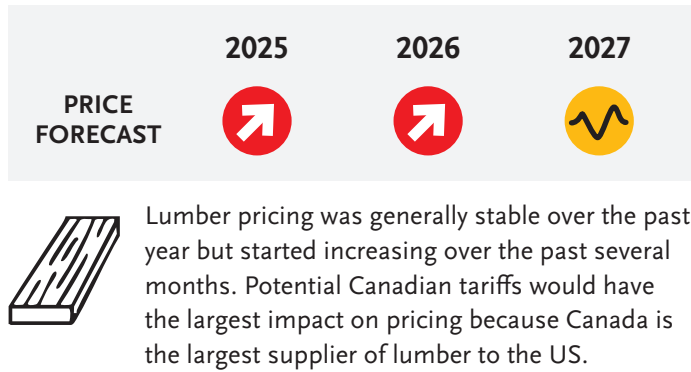 2025 2026 2027
PRICE
FORECAST
Lumber pricing was generally stable over the past
year but started increasing over the past several
months. Potential Canadian tariffs would have
the largest impact on pricing because Canada is
the largest supplier of lumber to the US.